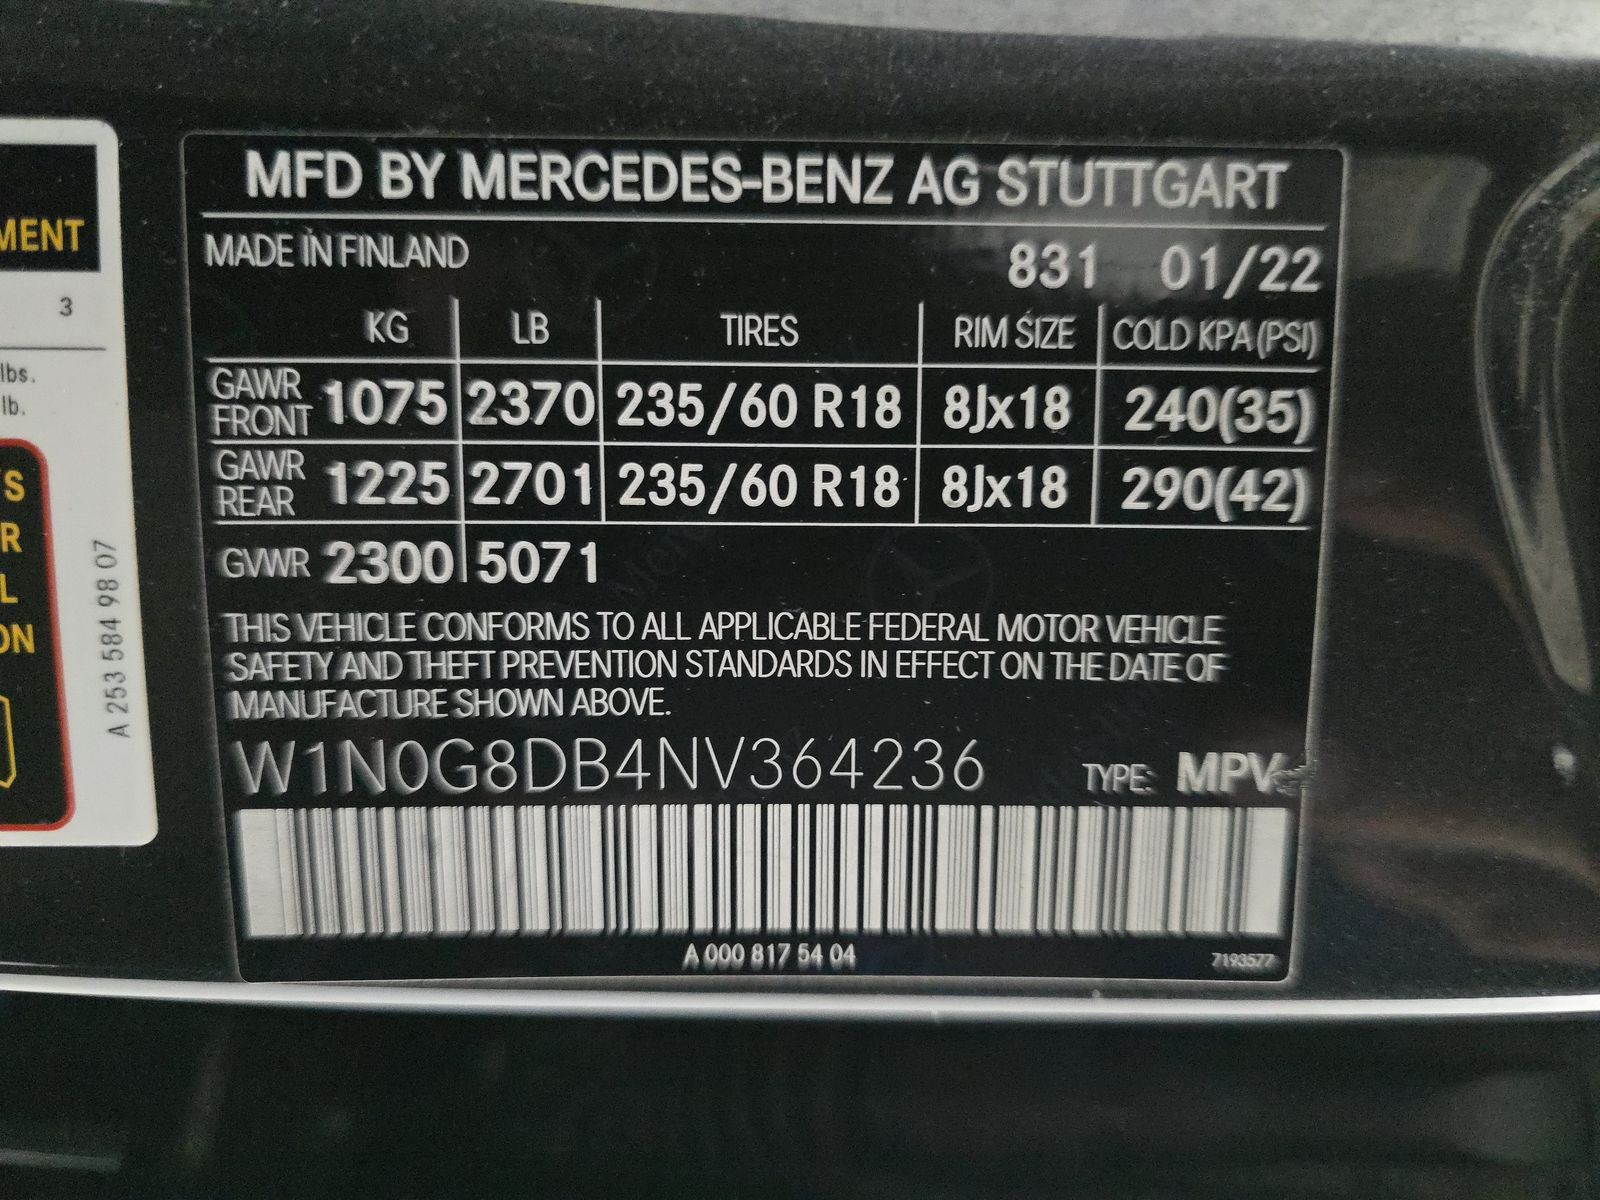 MENT
3
lbs.
lb.
S
R
L
ON
A 253 584 98 07
MFD BY MERCEDES-BENZ AG STUTTGART
MADE IN FINLAND 831 01/22
KG LB TIRES RIM SIZE COLD KPA (PSI)
GAWR FRONT 1075 2370 235/60 R18 8Jx18 240(35)
GAWR REAR 1225 2701 235/60 R18 8Jx18 290(42)
GVWR 2300 5071
THIS VEHICLE CONFORMS TO ALL APPLICABLE FEDERAL MOTOR VEHICLE
SAFETY AND THEFT PREVENTION STANDARDS IN EFFECT ON THE DATE OF
MANUFACTURE SHOWN ABOVE.
W1N0G8DB4NV364236 TYPE: MPV
A 000 817 54 04 7193577